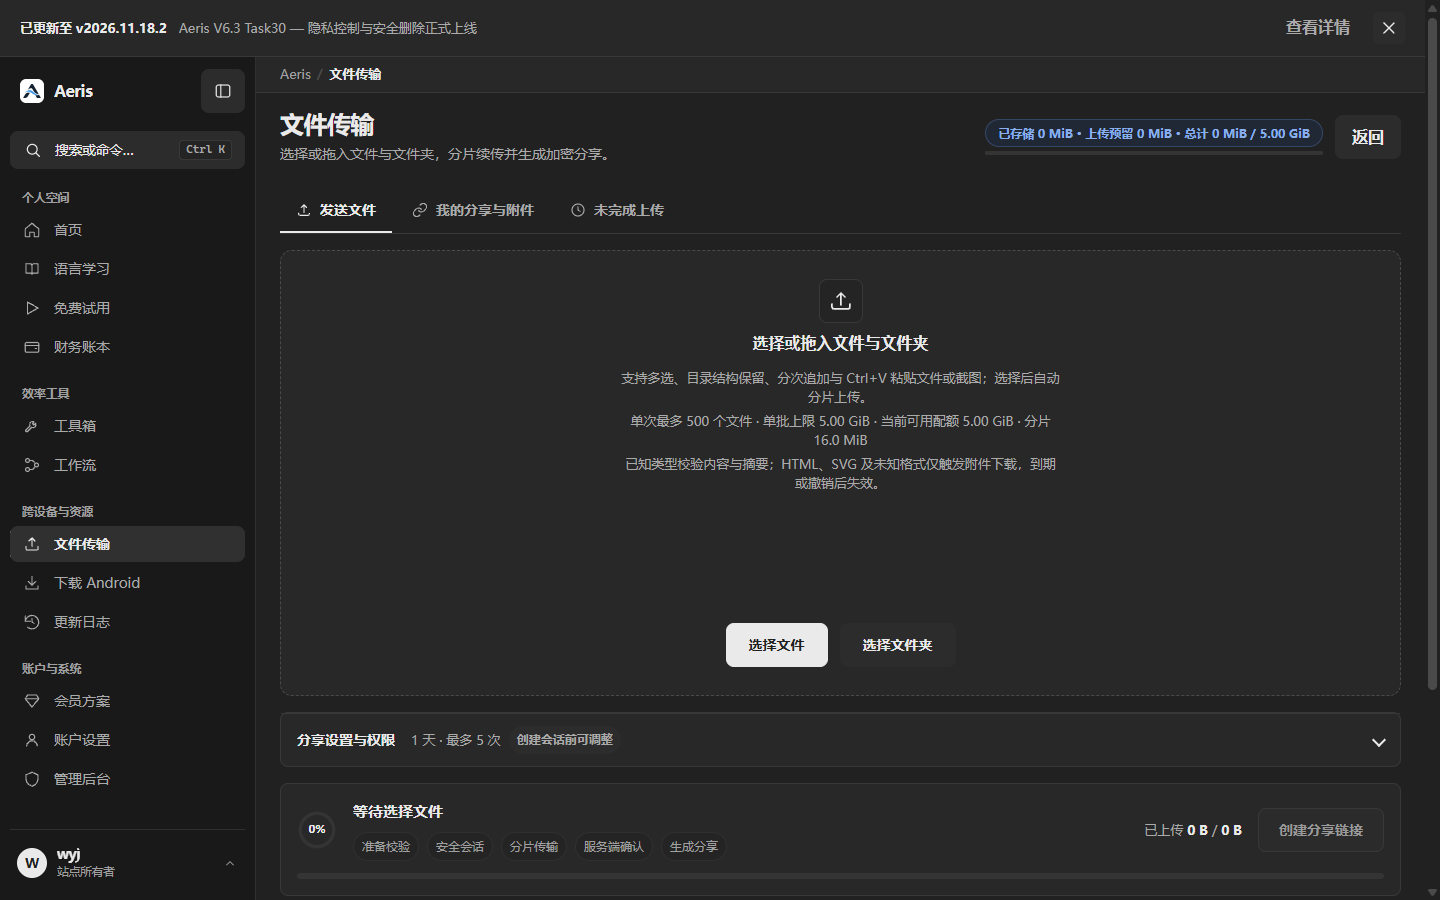 已更新至 v2026.11.18.2 Aeris V6.3 Task30 — 隐私控制与安全删除正式上线 查看详情
Aeris
搜索或命令... Ctrl K
个人空间
首页
语言学习
免费试用
财务账本
效率工具
工具箱
工作流
跨设备与资源
文件传输
下载 Android
更新日志
账户与系统
会员方案
账户设置
管理后台
W wyj
站点所有者
Aeris / 文件传输
文件传输
选择或拖入文件与文件夹，分片续传并生成加密分享。
已存储 0 MiB • 上传预留 0 MiB • 总计 0 MiB / 5.00 GiB 返回
发送文件 我的分享与附件 未完成上传
选择或拖入文件与文件夹
支持多选、目录结构保留、分次追加与 Ctrl+V 粘贴文件或截图；选择后自动
分片上传。
单次最多 500 个文件 · 单批上限 5.00 GiB · 当前可用配额 5.00 GiB · 分片
16.0 MiB
已知类型校验内容与摘要；HTML、SVG 及未知格式仅触发附件下载，到期
或撤销后失效。
选择文件 选择文件夹
分享设置与权限 1 天 · 最多 5 次 创建会话前可调整
0% 等待选择文件
准备校验 安全会话 分片传输 服务端确认 生成分享
已上传 0 B / 0 B 创建分享链接